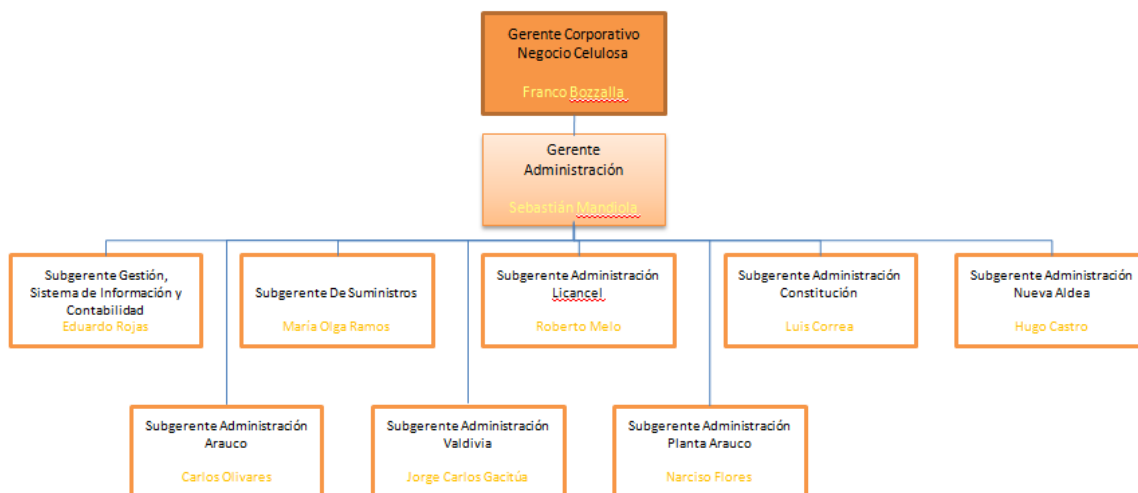 Gerente Corporativo
Negocio Celulosa
Franco Bozzalla
Gerente
Administración
Sebastián Mandiola
Subgerente Gestión,
Sistema de Información y
Contabilidad
Eduardo Rojas
Subgerente De Suministros
María Olga Ramos
Subgerente Administración
Licancel
Roberto Melo
Subgerente Administración
Constitución
Luis Correa
Subgerente Administración
Nueva Aldea
Hugo Castro
Subgerente Administración
Arauco
Carlos Olivares
Subgerente Administración
Valdivia
Jorge Carlos Gacitúa
Subgerente Administración
Planta Arauco
Narciso Flores